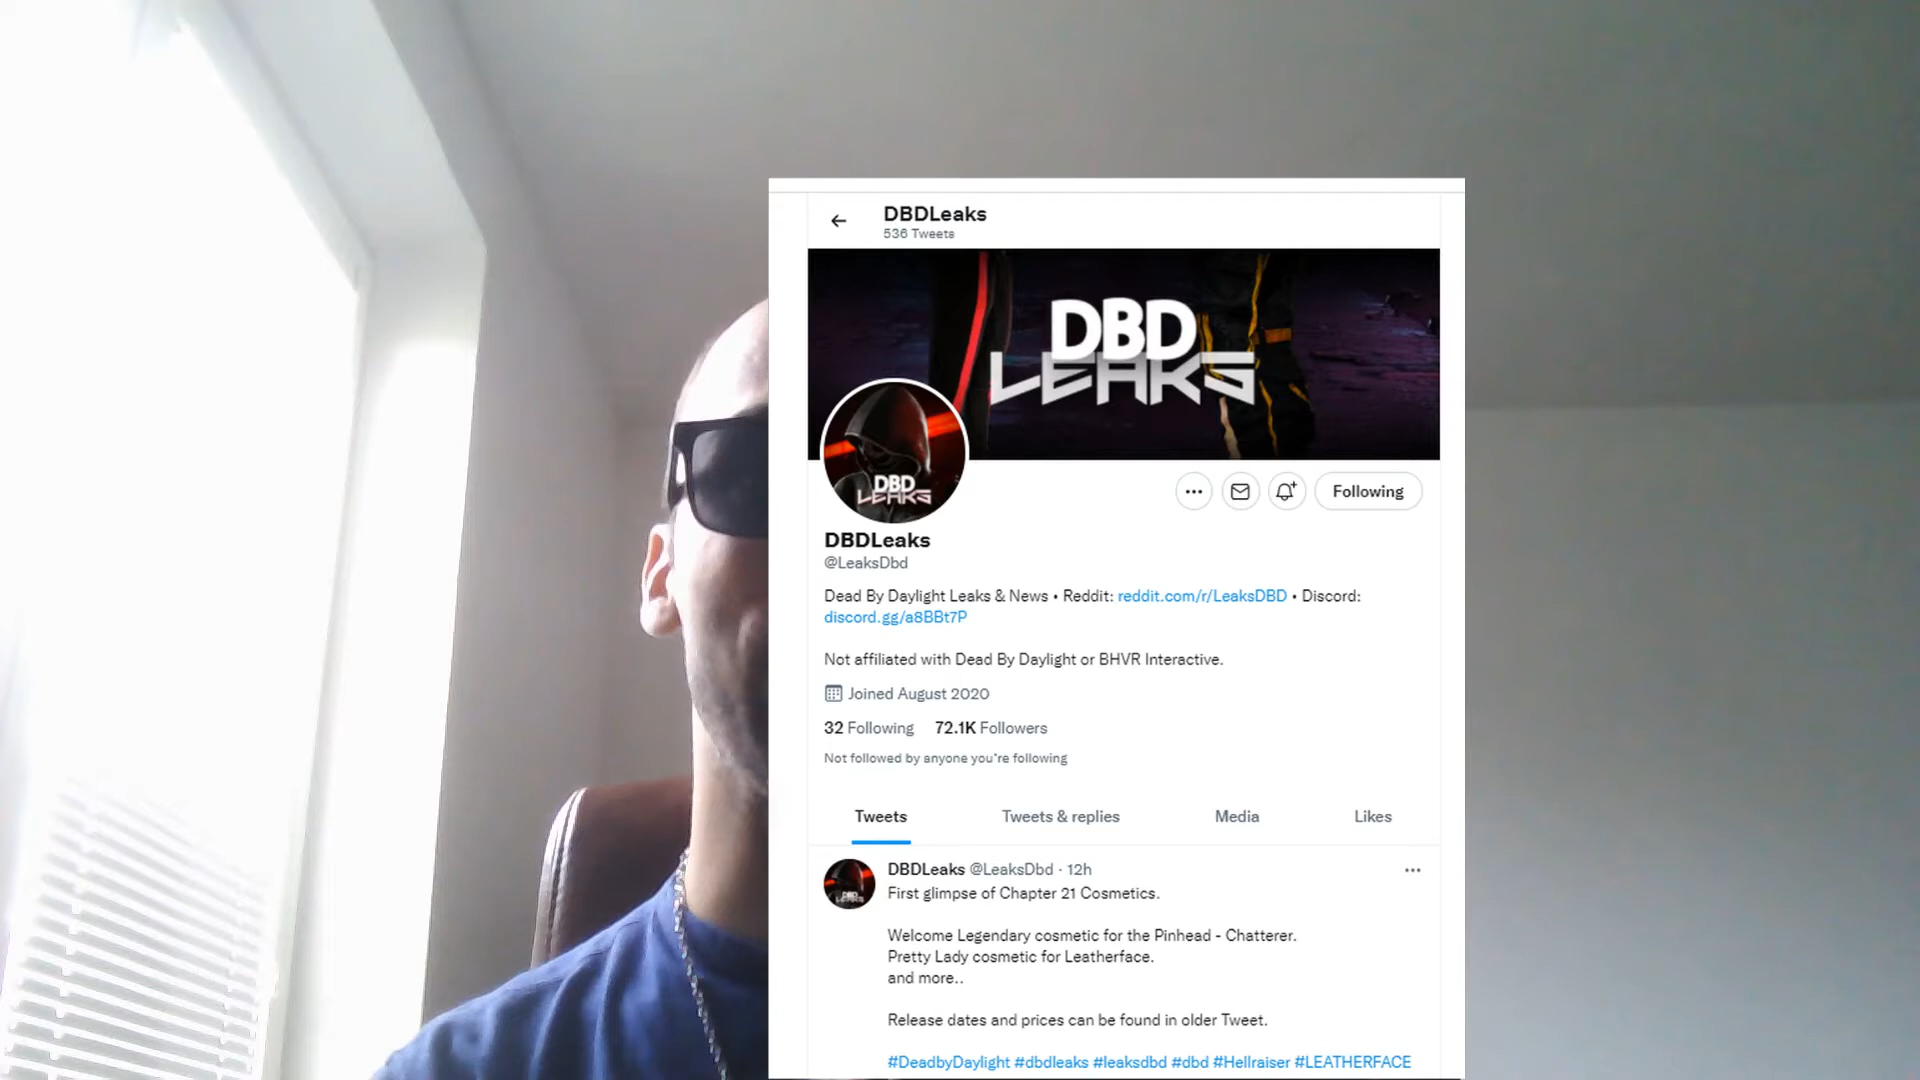 DBDLeaks
536 Tweets
DBD
LEAKS
DBD
LEAKS
Following
DBDLeaks
@LeaksDbd
Dead By Daylight Leaks & News • Reddit: reddit.com/r/LeaksDBD • Discord:
discord.gg/a8BBt7P
Not affiliated with Dead By Daylight or BHVR Interactive.
Joined August 2020
32 Following 72.1K Followers
Not followed by anyone you're following
Tweets Tweets & replies Media Likes
DBDLeaks @LeaksDbd · 12h
First glimpse of Chapter 21 Cosmetics.
Welcome Legendary cosmetic for the Pinhead - Chatterer.
Pretty Lady cosmetic for Leatherface.
and more..
Release dates and prices can be found in older Tweet.
#DeadbyDaylight #dbdleaks #leaksdbd #dbd #Hellraiser #LEATHERFACE
DBD
LEAKS